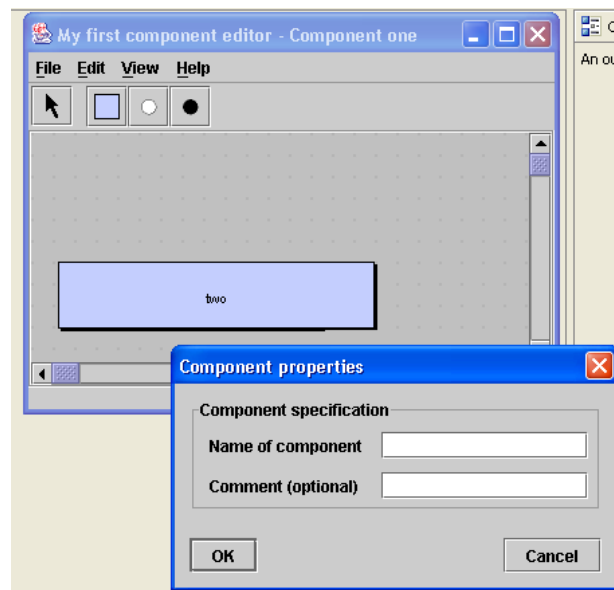 My first component editor - Component one
File Edit View Help
An
two
Component properties
Component specification
Name of component
Comment (optional)
OK Cancel